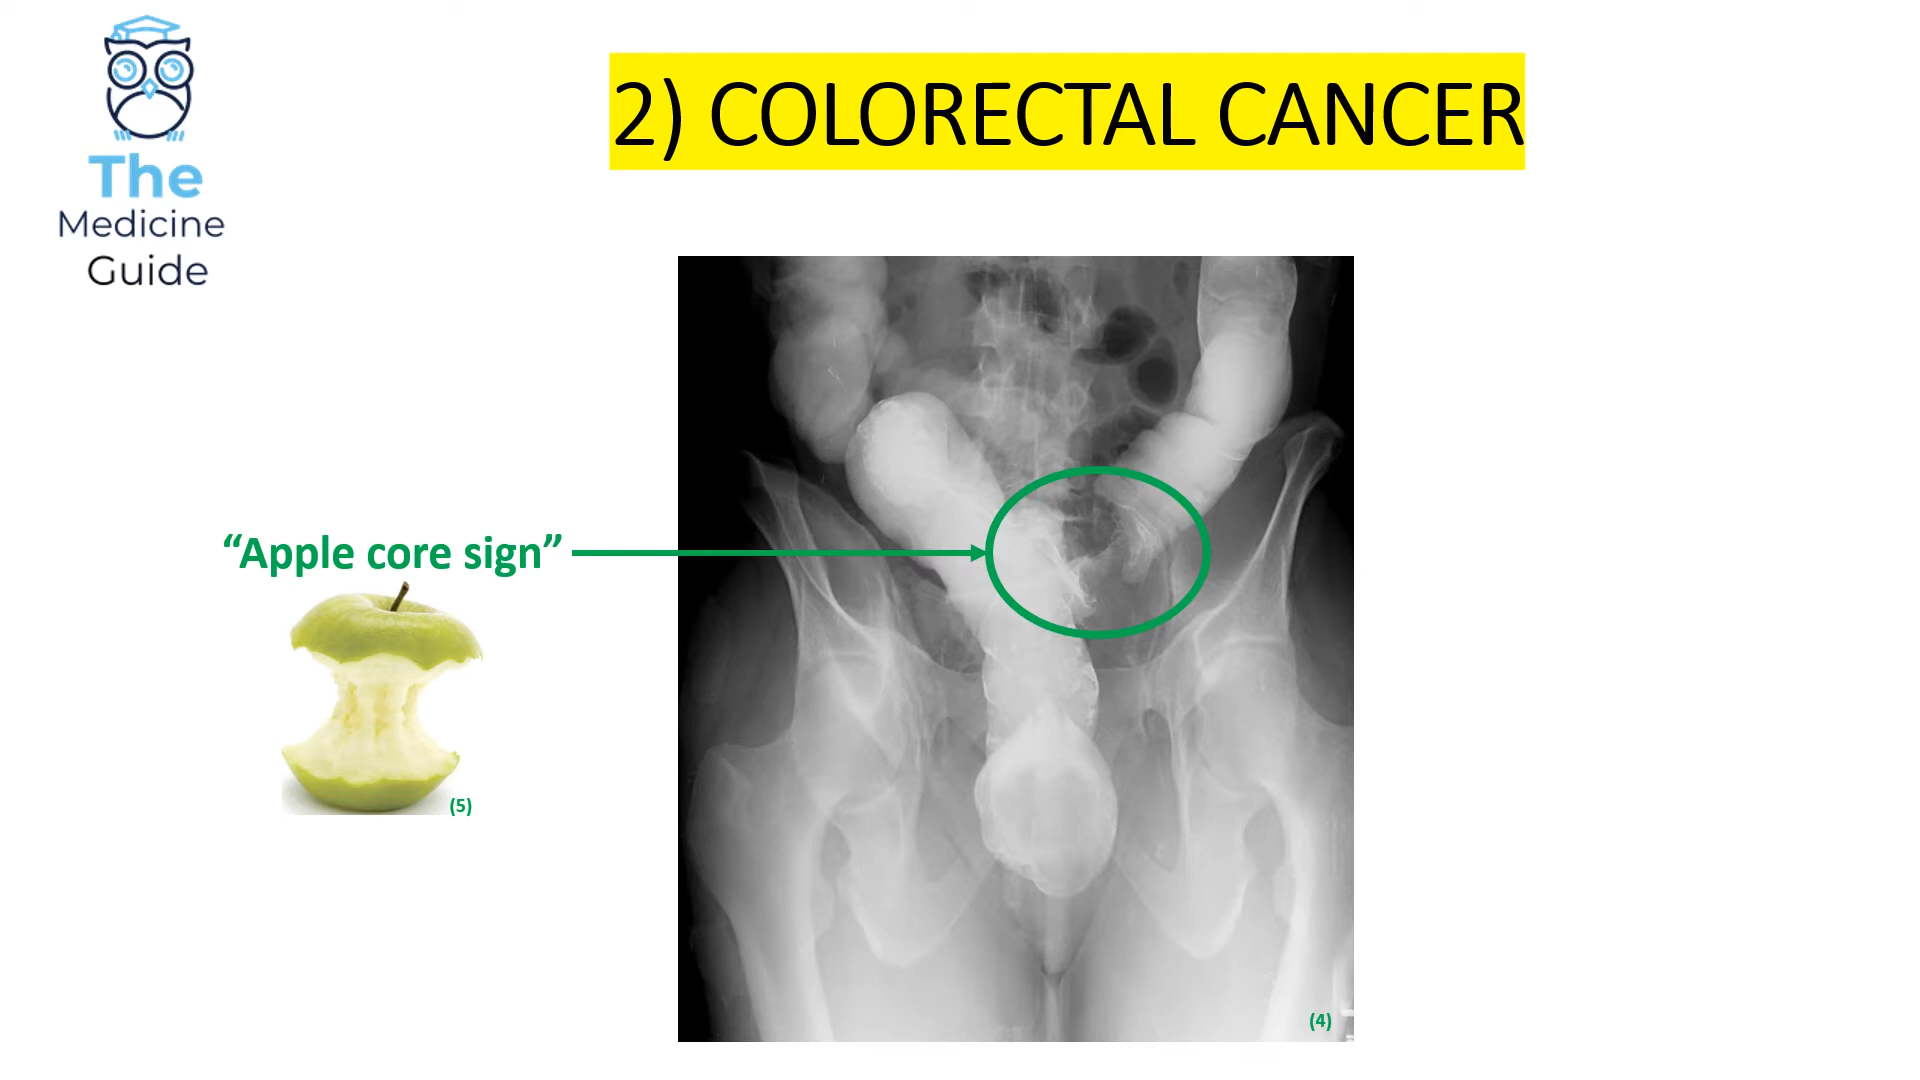 The
Medicine
Guide
2) COLORECTAL CANCER
“Apple core sign”
(5)
(4)